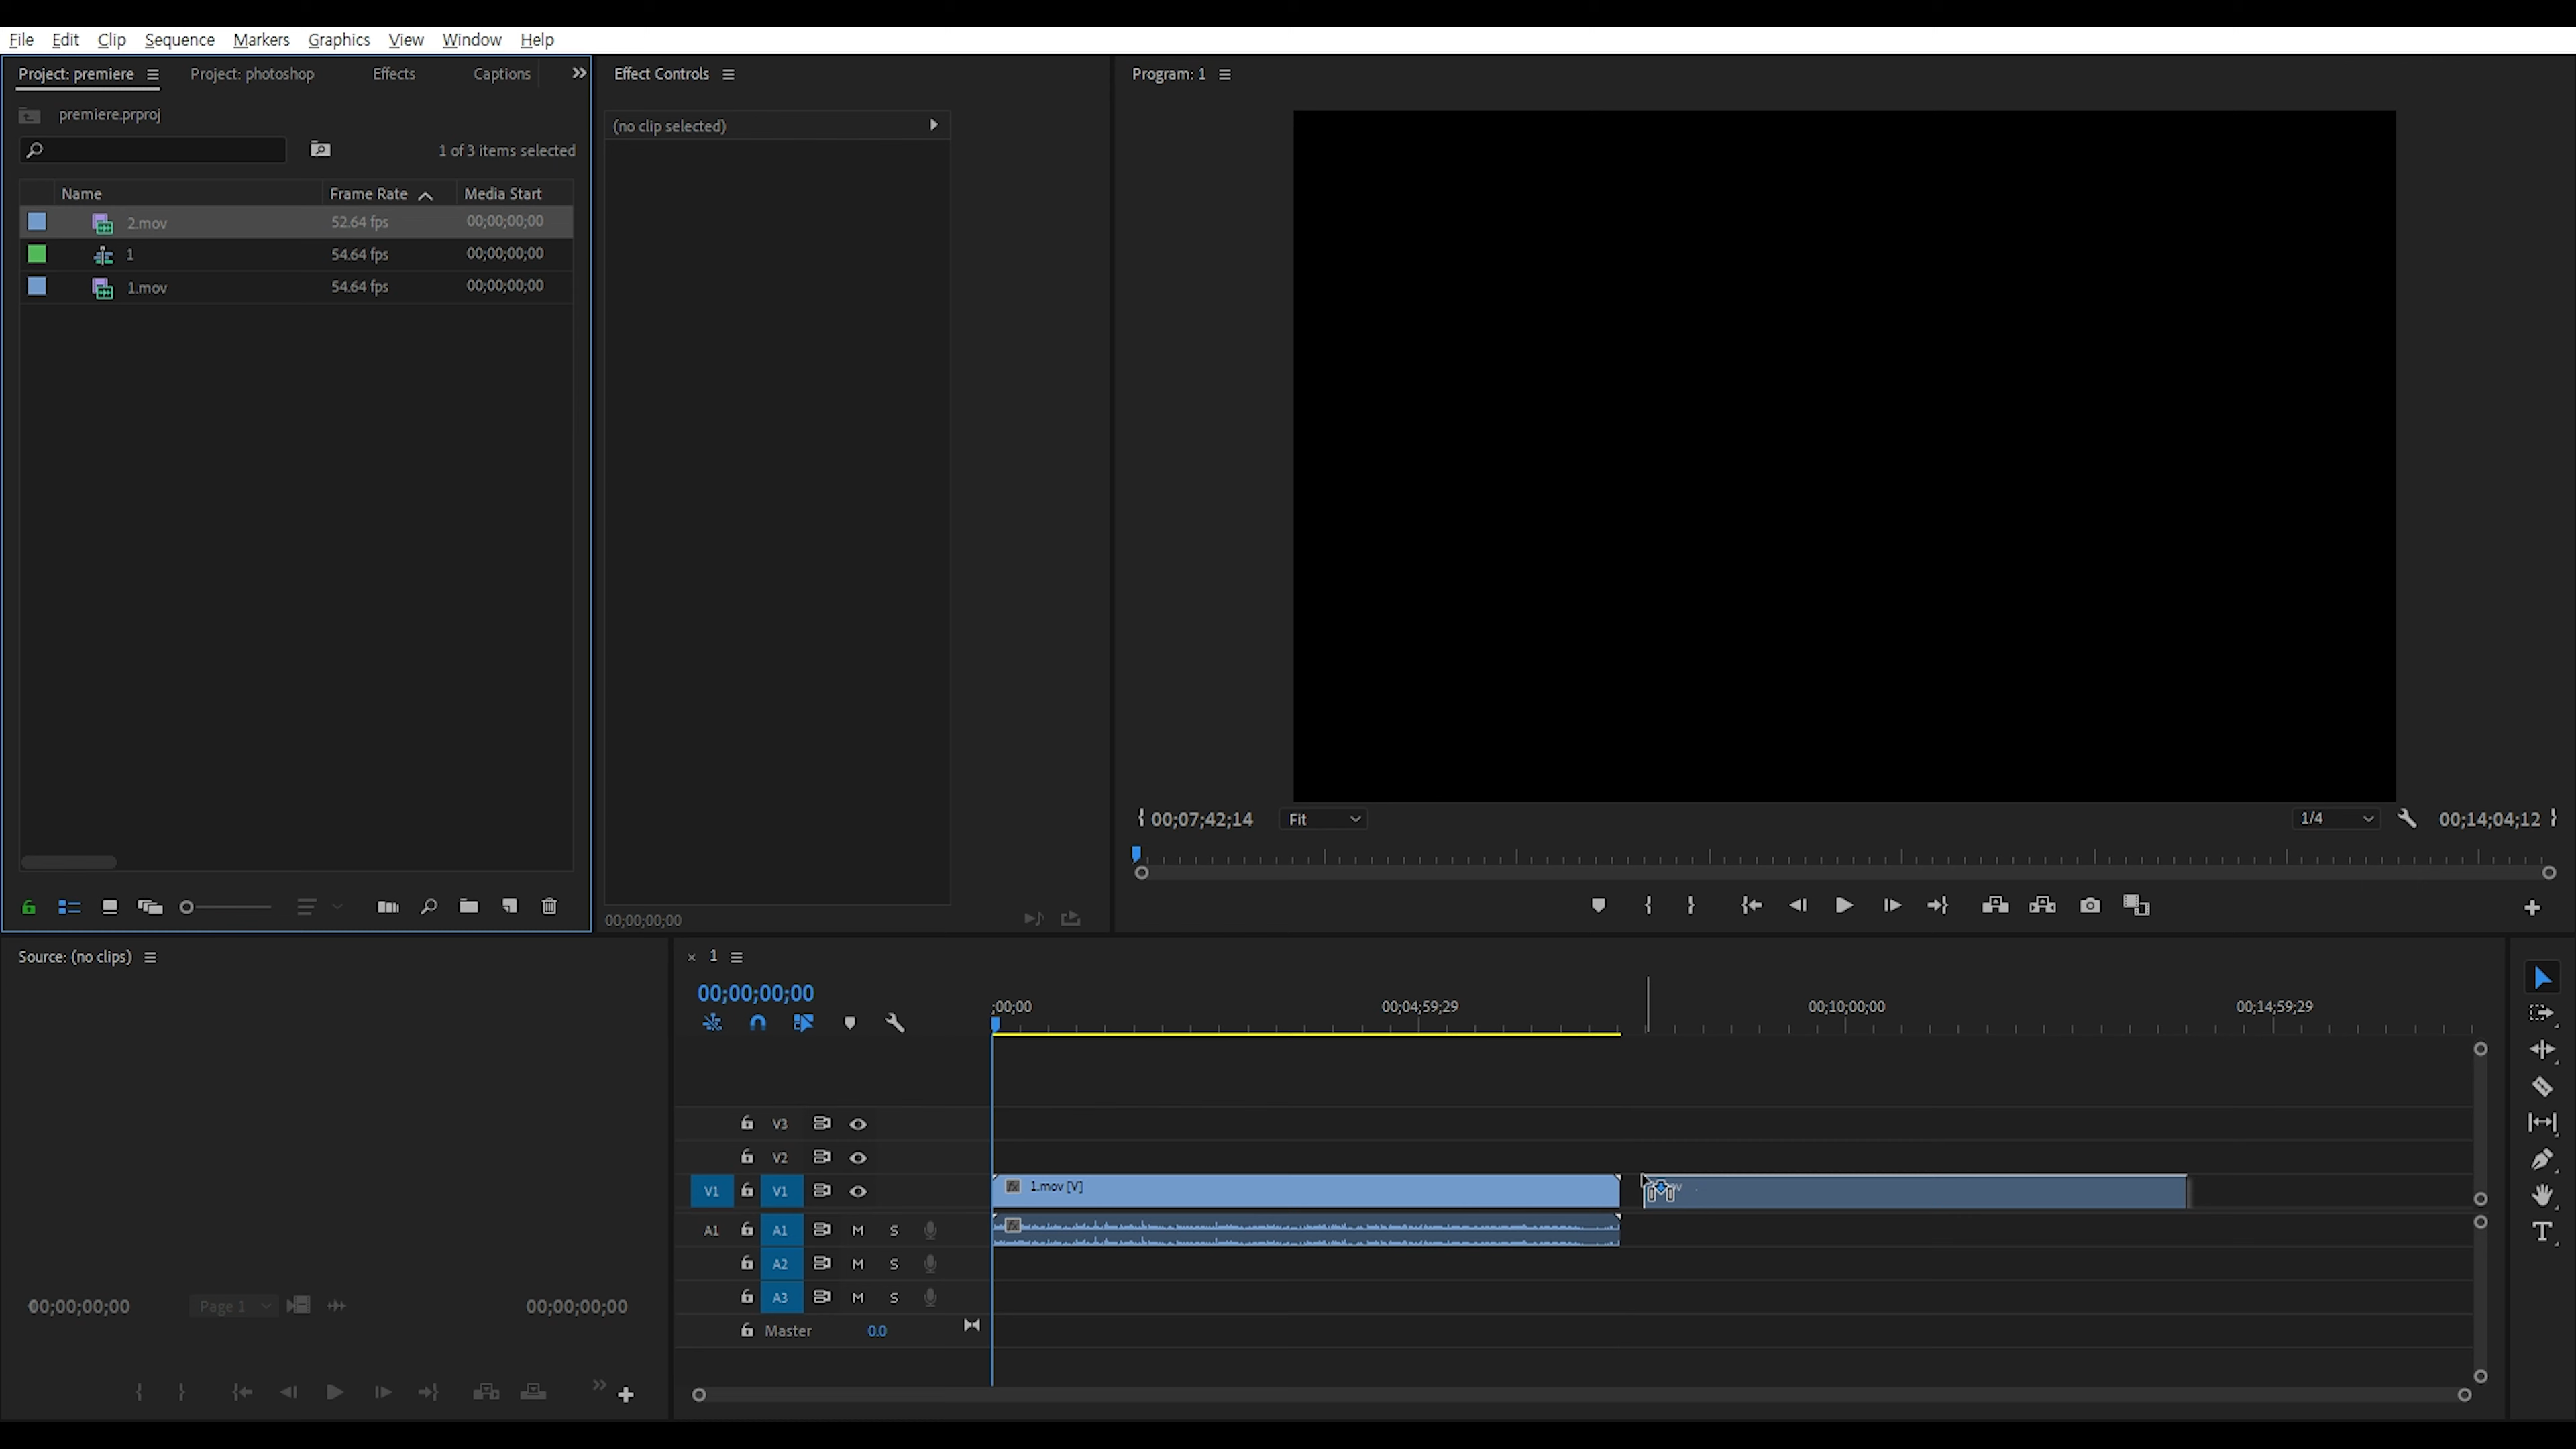 File Edit Clip Sequence Markers Graphics View Window Help
Project: premiere Project: photoshop Effects Captions
premiere.prproj
1 of 3 items selected
Name Frame Rate Media Start
2.mov 52.64 fps 00;00;00;00
1 54.64 fps 00;00;00;00
1.mov 54.64 fps 00;00;00;00
Effect Controls
(no clip selected)
00;00;00;00
Program: 1
00;07;42;14 Fit 1/4 00;14;04;12
Source: (no clips)
00;00;00;00 Page 1 00;00;00;00
1
00;00;00;00
;00;00 00;04;59;29 00;10;00;00 00;14;59;29
V3
V2
V1 V1 fx 1.mov [V]
A1 A1 M S fx
A2 M S
A3 M S
Master 0.0